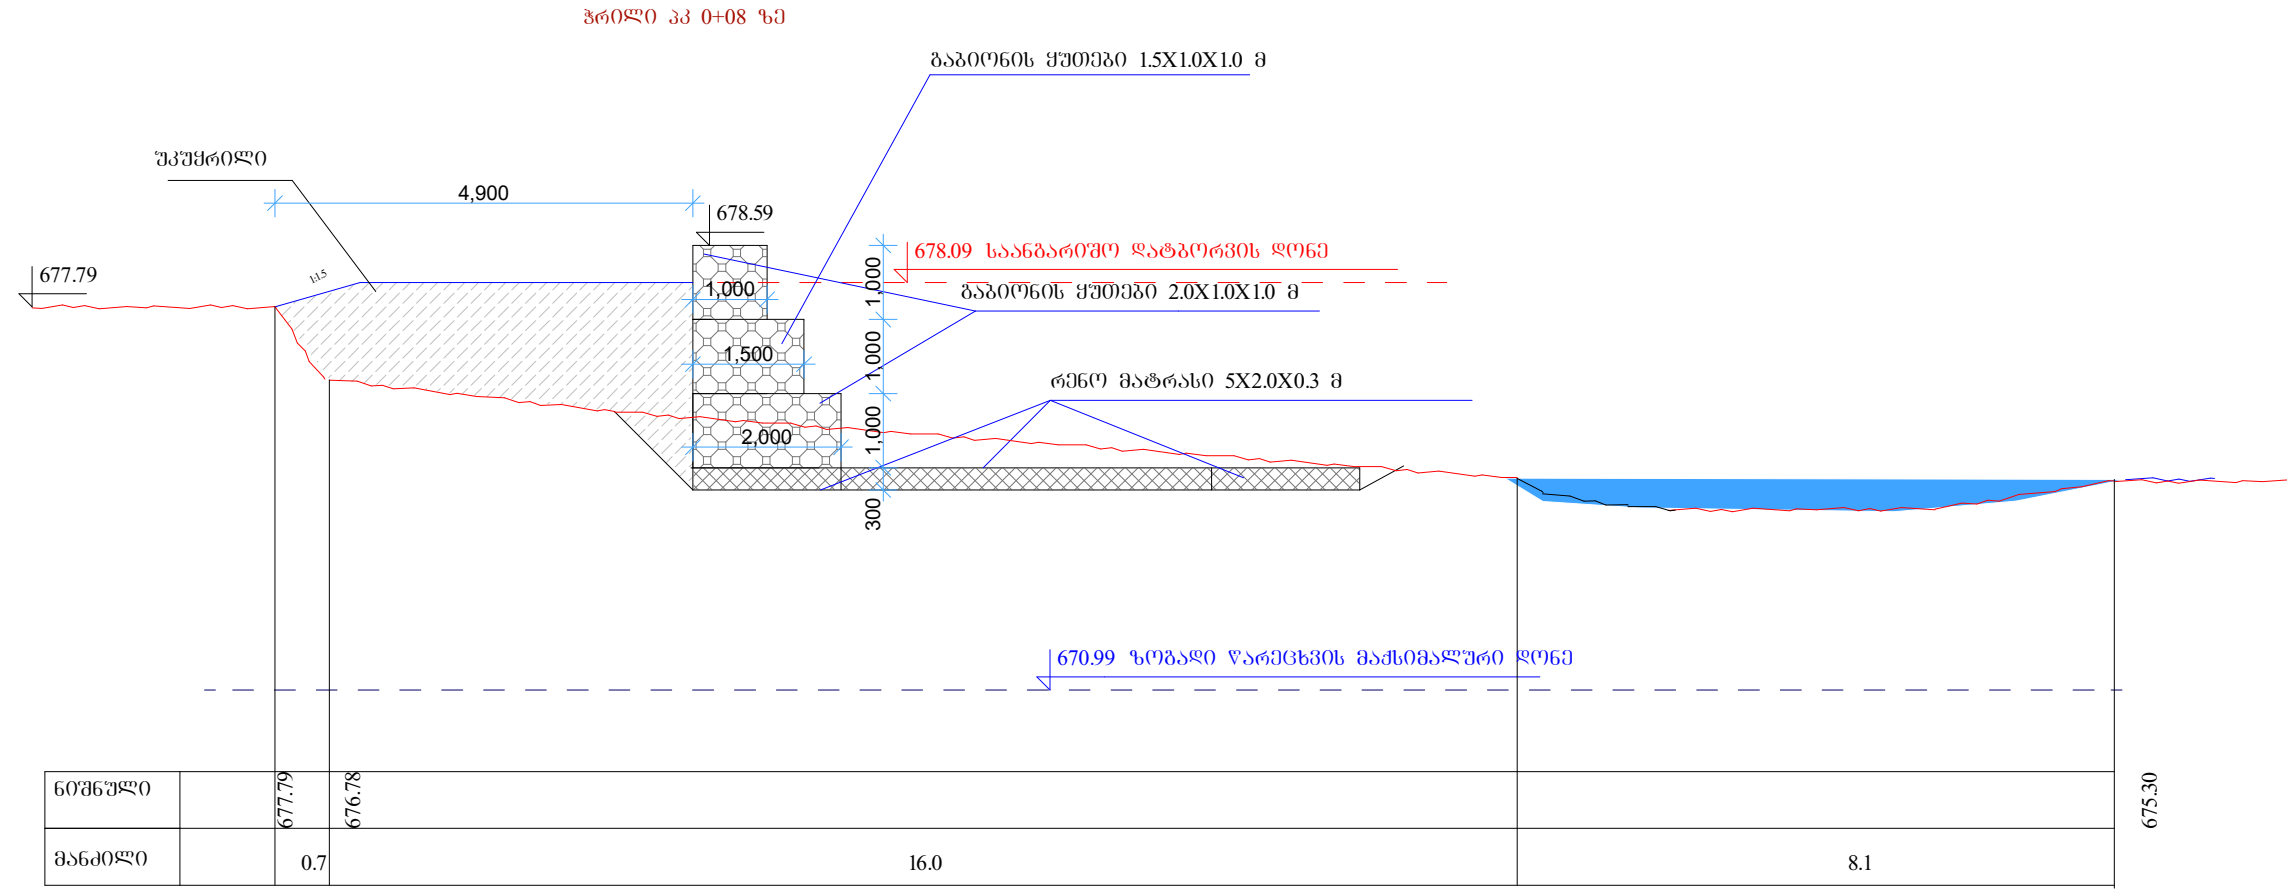 ჭრილი პკ 0+08 ზე
გაბიონის ყუთები 1.5X1.0X1.0 მ
უკუყრილი
4,900
678.59
678.09 საანგარიშო დატბორვის დონე
677.79
1:1.5
1,000
1,000
გაბიონის ყუთები 2.0X1.0X1.0 მ
1,500
1,000
რენო მატრასი 5X2.0X0.3 მ
2,000
1,000
300
670.99 ზოგადი წარეცხვის მაქსიმალური დონე
ნიშნული 677.79 676.78 675.30
მანძილი 0.7 16.0 8.1